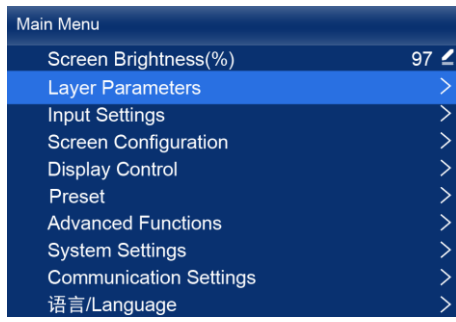 Main Menu
Screen Brightness(%) 97
Layer Parameters
Input Settings
Screen Configuration
Display Control
Preset
Advanced Functions
System Settings
Communication Settings
语言/Language